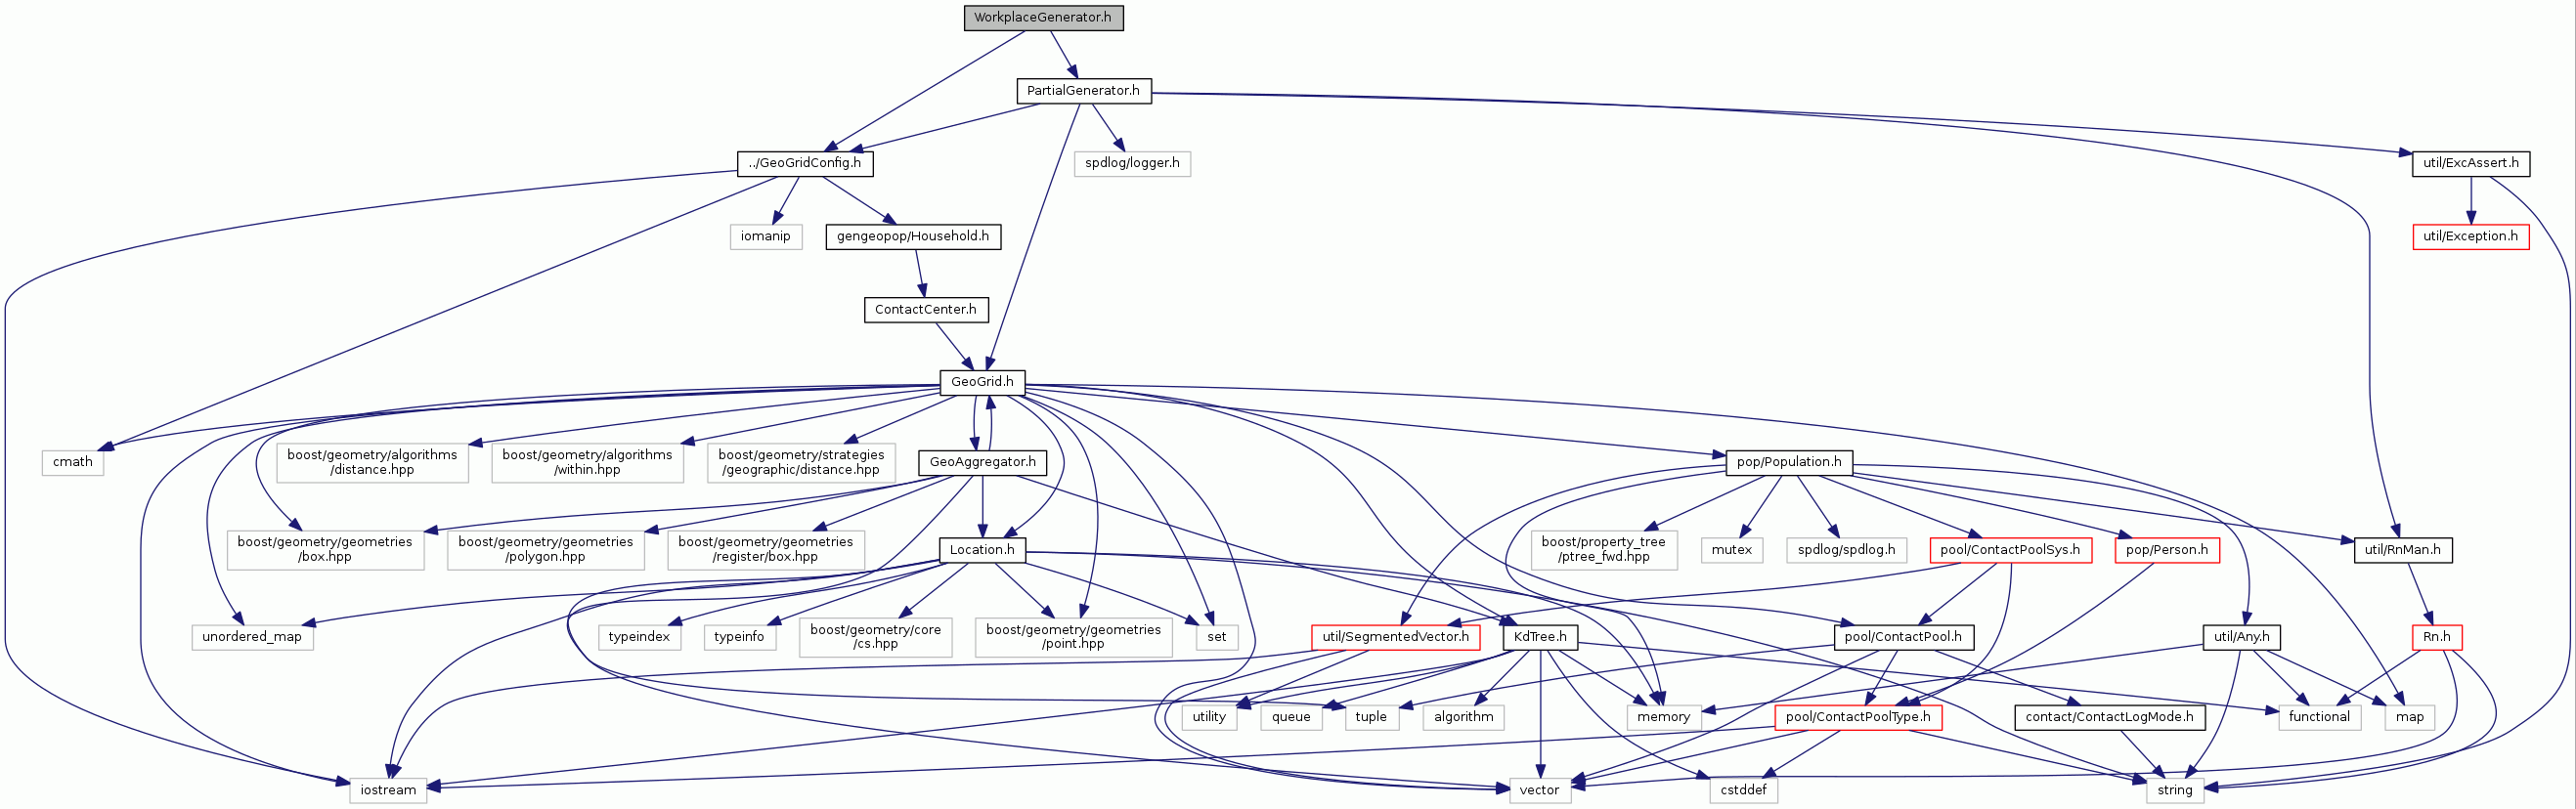 WorkplaceGenerator.h
PartialGenerator.h
../GeoGridConfig.h
spdlog/logger.h
util/ExcAssert.h
iomanip
gengeopop/Household.h
util/Exception.h
ContactCenter.h
GeoGrid.h
cmath
boost/geometry/algorithms
/distance.hpp
boost/geometry/algorithms
/within.hpp
boost/geometry/strategies
/geographic/distance.hpp
GeoAggregator.h
pop/Population.h
boost/geometry/geometries
/box.hpp
boost/geometry/geometries
/polygon.hpp
boost/geometry/geometries
/register/box.hpp
Location.h
boost/property_tree
/ptree_fwd.hpp
mutex
spdlog/spdlog.h
pool/ContactPoolSys.h
pop/Person.h
util/RnMan.h
unordered_map
typeindex
typeinfo
boost/geometry/core
/cs.hpp
boost/geometry/geometries
/point.hpp
set
util/SegmentedVector.h
KdTree.h
pool/ContactPool.h
util/Any.h
Rn.h
utility
queue
tuple
algorithm
memory
pool/ContactPoolType.h
contact/ContactLogMode.h
functional
map
iostream
vector
cstddef
string